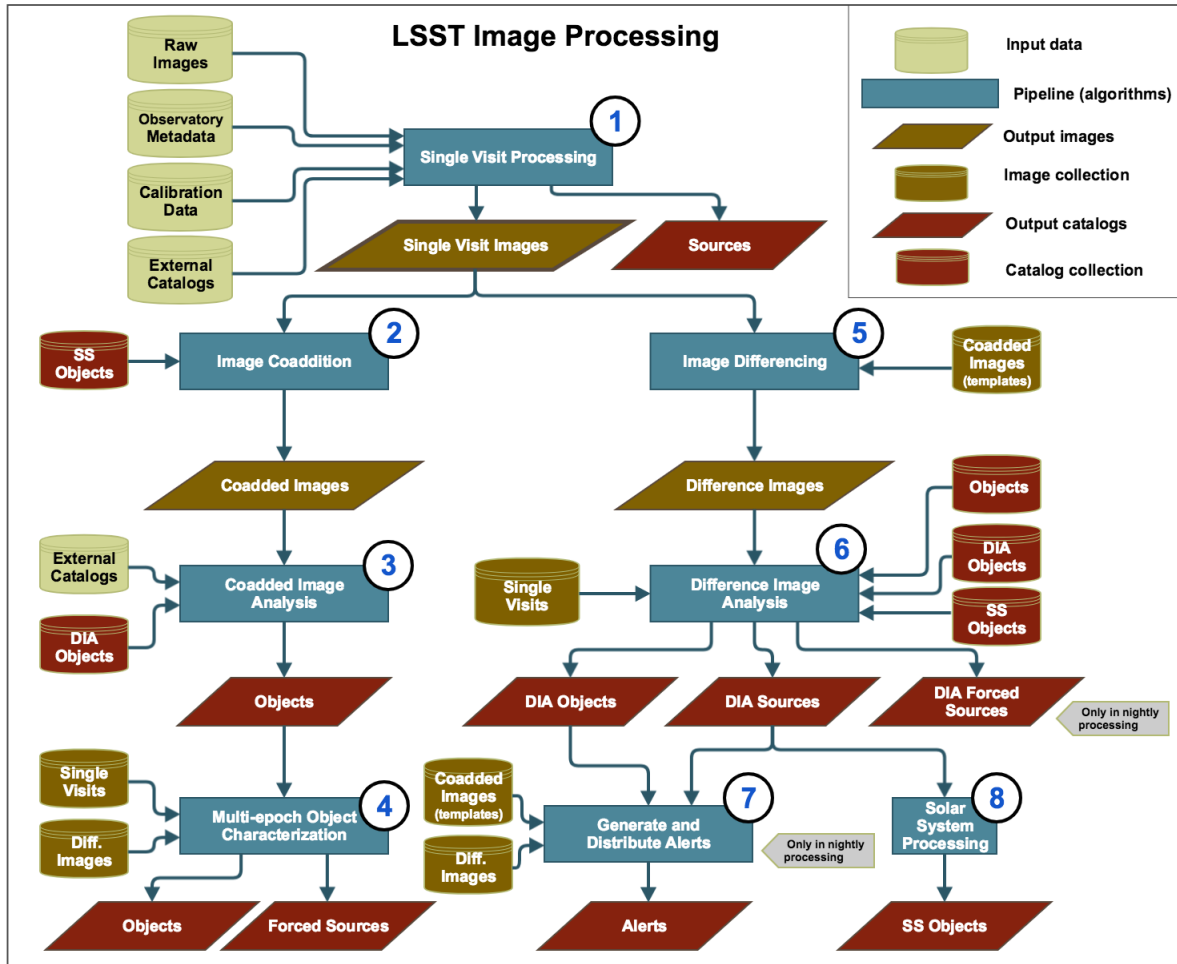 LSST Image Processing
Raw
Images
Observatory
Metadata
Calibration
Data
External
Catalogs
1
Single Visit Processing
Single Visit Images
Sources
Input data
Pipeline (algorithms)
Output images
Image collection
Output catalogs
Catalog collection
SS
Objects
2
Image Coaddition
5
Image Differencing
Coadded
Images
(templates)
Coadded Images
Difference Images
Objects
DIA
Objects
SS
Objects
External
Catalogs
DIA
Objects
3
Coadded Image
Analysis
Single
Visits
6
Difference Image
Analysis
Objects
DIA Objects
DIA Sources
DIA Forced
Sources
Only in nightly
processing
Single
Visits
Diff.
Images
4
Multi-epoch Object
Characterization
Coadded
Images
(templates)
Diff.
Images
7
Generate and
Distribute Alerts
Only in nightly
processing
8
Solar
System
Processing
Objects
Forced Sources
Alerts
SS Objects